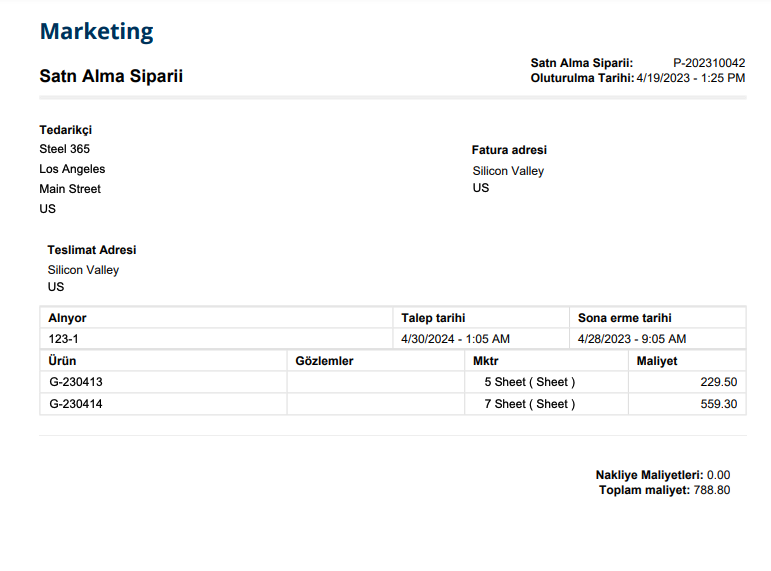 Marketing
Satn Alma Siparii
Satn Alma Siparii: P-202310042
Oluturulma Tarihi: 4/19/2023 - 1:25 PM
Tedarikçi
Steel 365
Los Angeles
Main Street
US
Fatura adresi
Silicon Valley
US
Teslimat Adresi
Silicon Valley
US
Alnyor Talep tarihi Sona erme tarihi
123-1 4/30/2024 - 1:05 AM 4/28/2023 - 9:05 AM
Ürün Gözlemler Mktr Maliyet
G-230413 5 Sheet ( Sheet ) 229.50
G-230414 7 Sheet ( Sheet ) 559.30
Nakliye Maliyetleri: 0.00
Toplam maliyet: 788.80